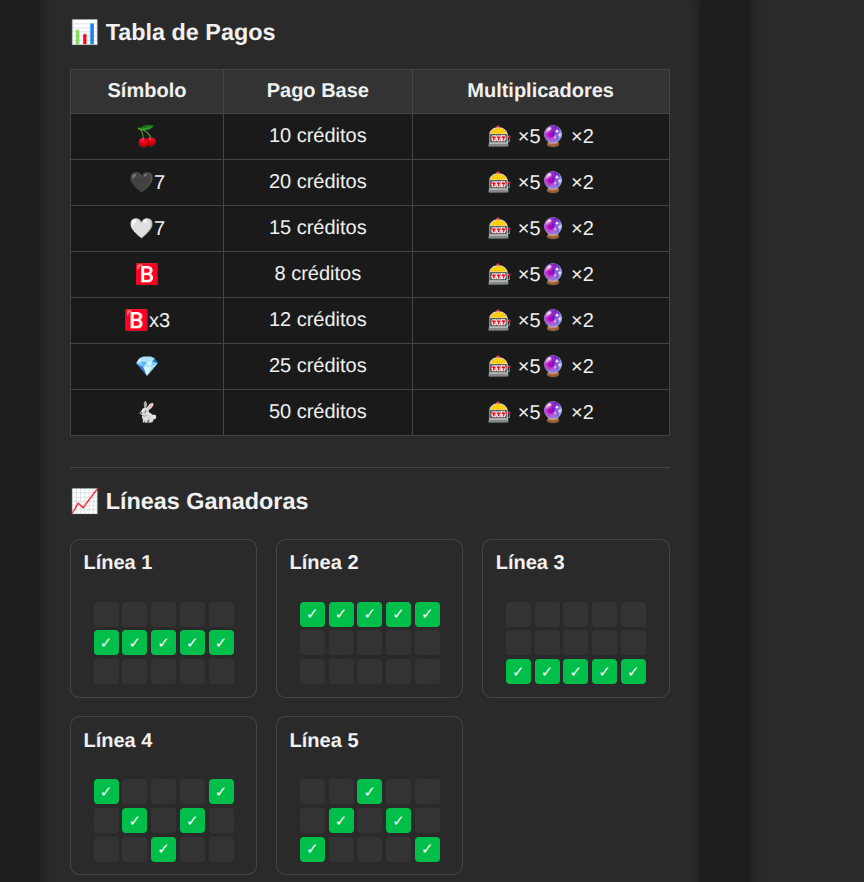 📊 Tabla de Pagos
Símbolo Pago Base Multiplicadores
🍒 10 créditos 🎰 ×5🔮 ×2
🖤7 20 créditos 🎰 ×5🔮 ×2
🤍7 15 créditos 🎰 ×5🔮 ×2
🅱️ 8 créditos 🎰 ×5🔮 ×2
🅱️x3 12 créditos 🎰 ×5🔮 ×2
💎 25 créditos 🎰 ×5🔮 ×2
🐇 50 créditos 🎰 ×5🔮 ×2
📈 Líneas Ganadoras
Línea 1 Línea 2 Línea 3
✓ ✓ ✓ ✓ ✓
✓ ✓ ✓ ✓ ✓
✓ ✓ ✓ ✓ ✓
Línea 4 Línea 5
✓ ✓ ✓
✓ ✓ ✓ ✓
✓ ✓ ✓